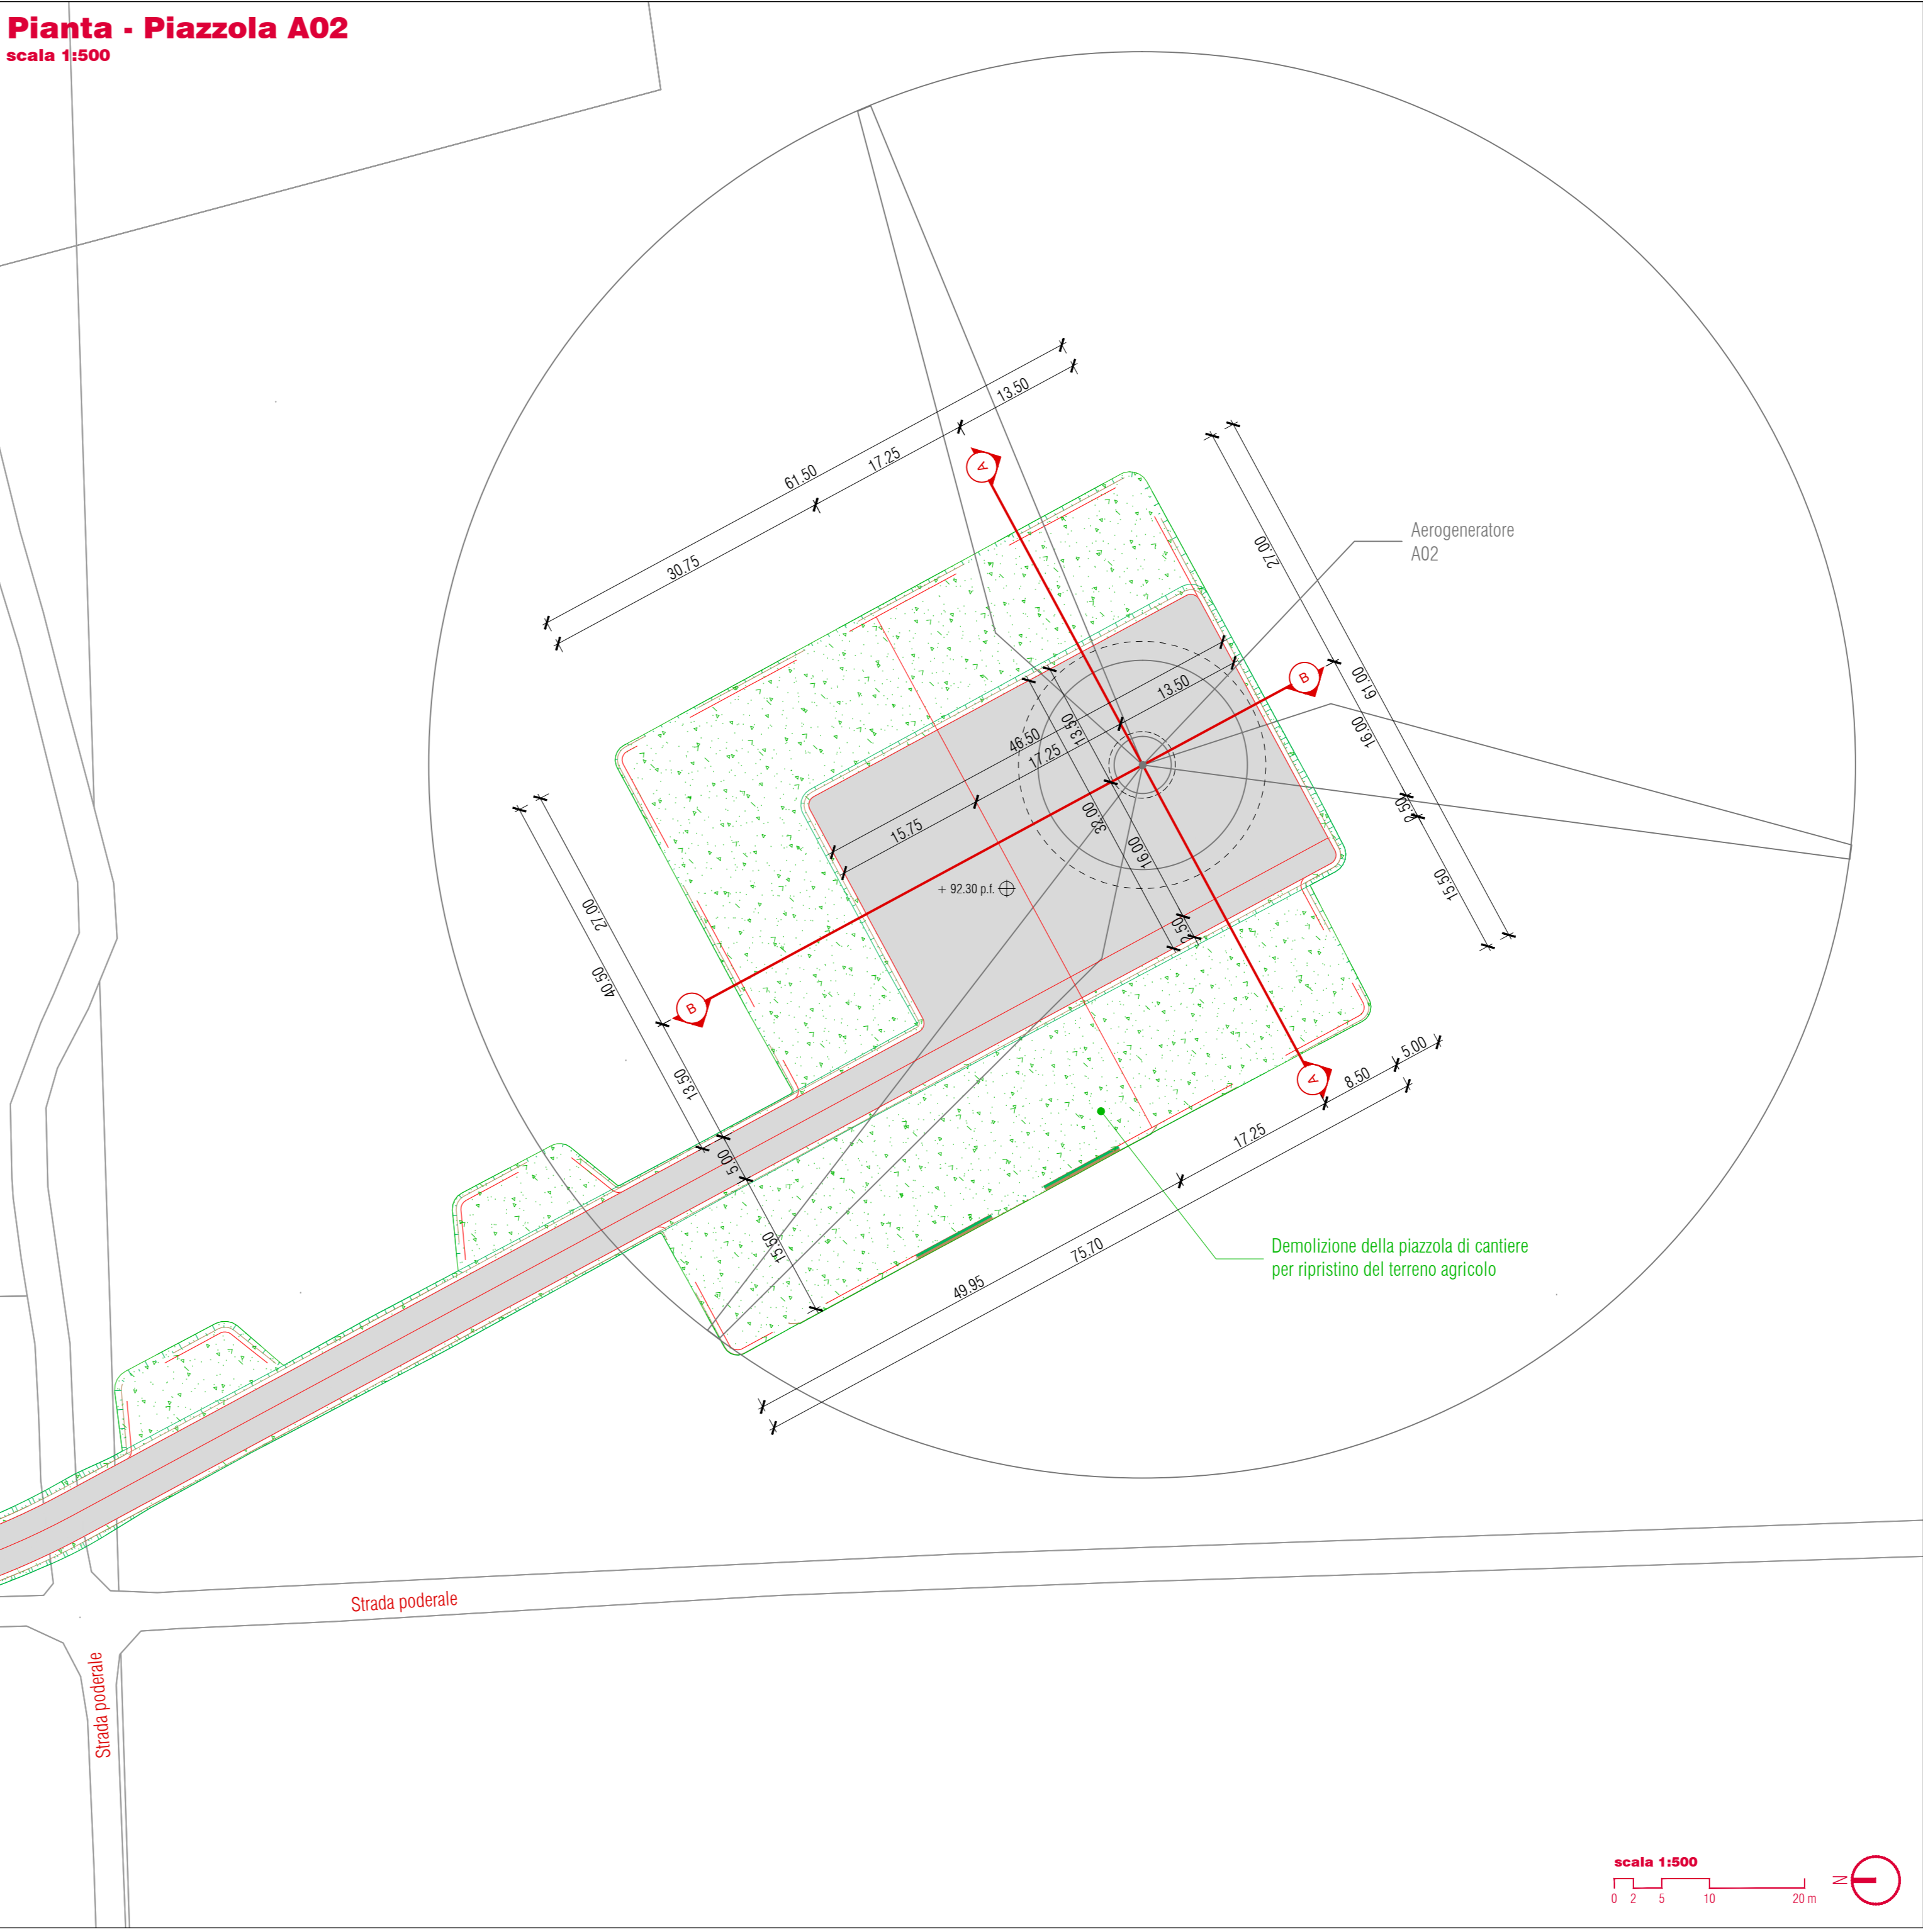 Pianta - Piazzola A02
scala 1:500
13.50
61.50
17.25
30.75
A
27.00
Aerogeneratore
A02
61.00
16.00
2.50
15.50
B
13.50
13.50
46.50
17.25
15.75
32.00
16.00
2.50
+ 92.30 p.f.
27.00
40.50
B
13.50
5.00
15.50
A
5.00
8.50
17.25
75.70
49.95
Demolizione della piazzola di cantiere
per ripristino del terreno agricolo
Strada poderale
Strada poderale
scala 1:500
0 2 5 10 20 m
N